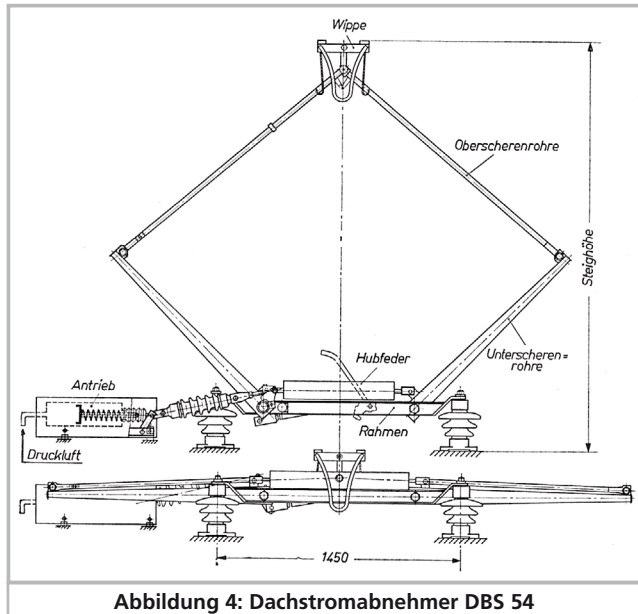 Wippe
Oberscherenrohre
Steighöhe
Hubfeder
Unterscheren=
rohre
Antrieb
Rahmen
Druckluft
1450
Abbildung 4: Dachstromabnehmer DBS 54